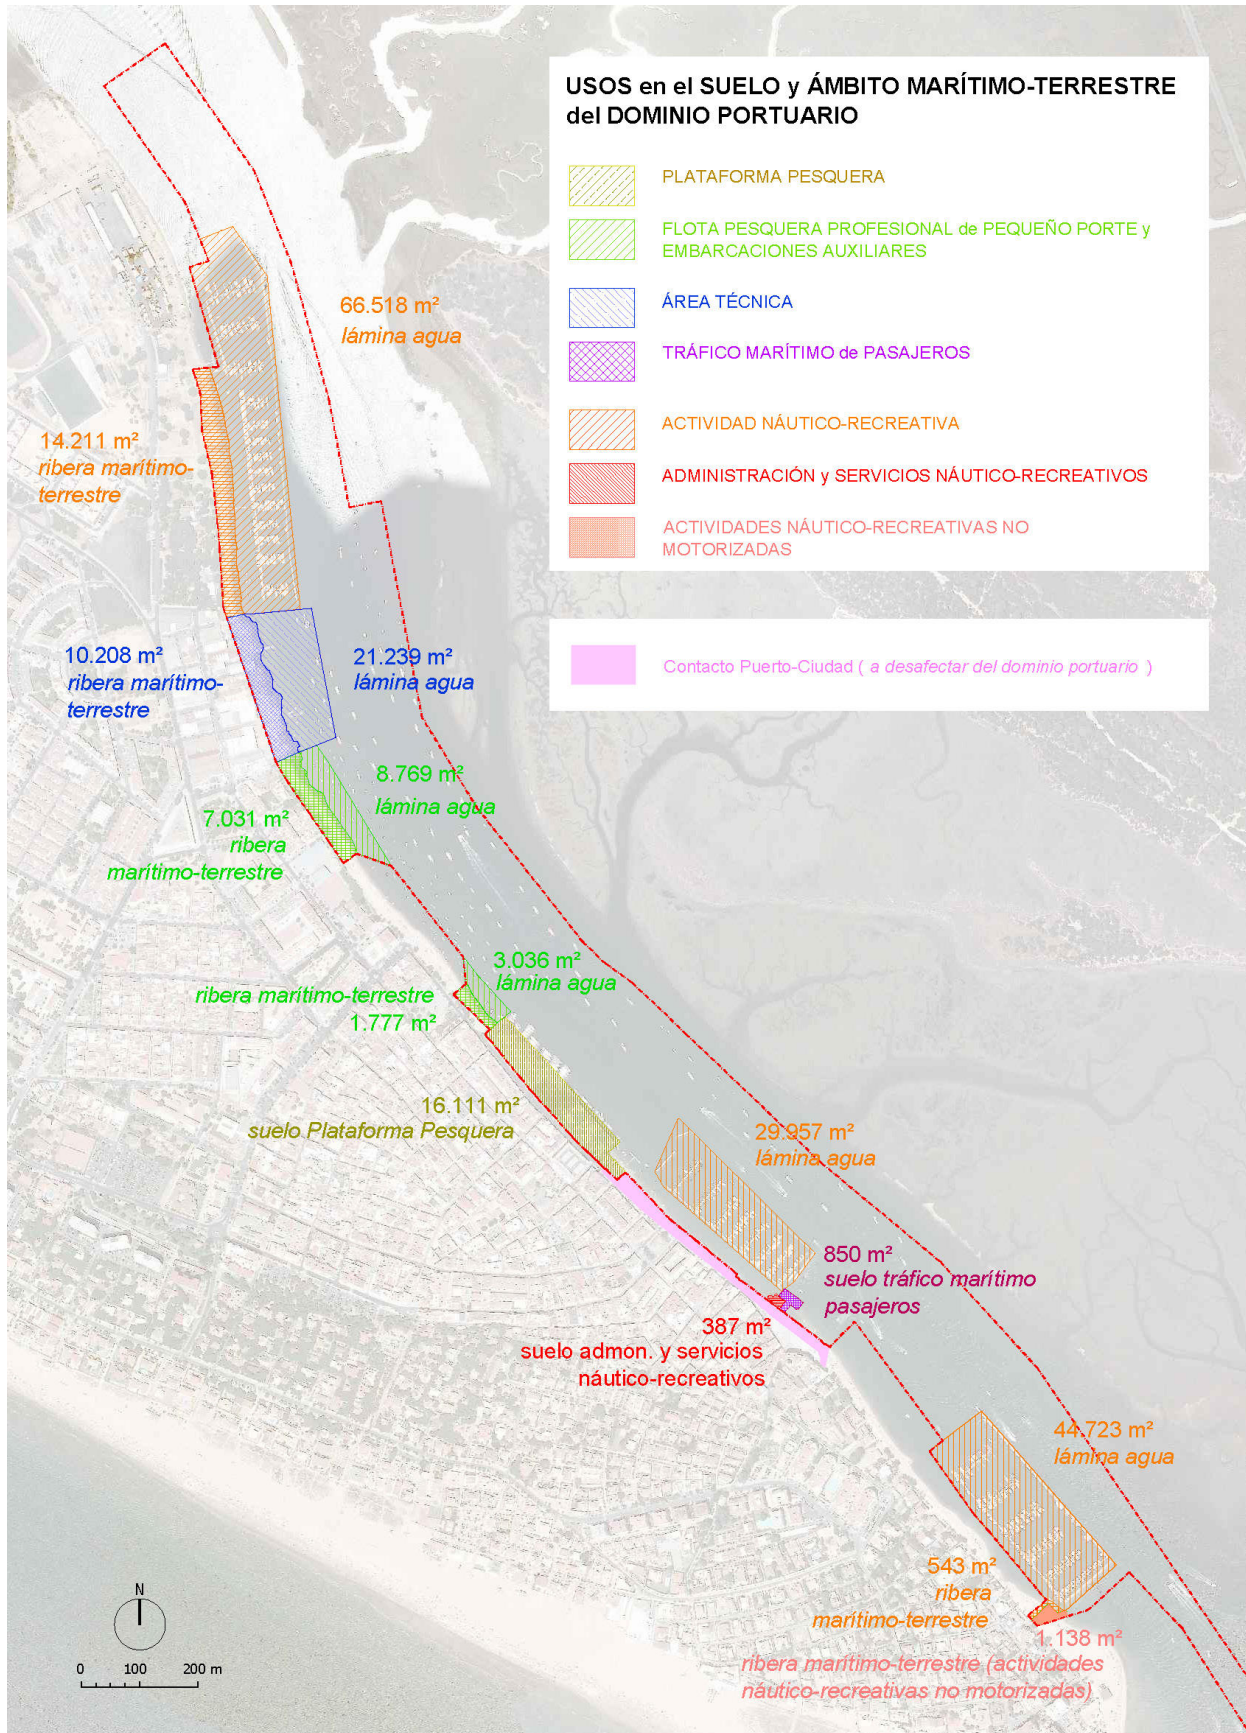 USOS en el SUELO y ÁMBITO MARÍTIMO-TERRESTRE
del DOMINIO PORTUARIO
PLATAFORMA PESQUERA
FLOTA PESQUERA PROFESIONAL de PEQUEÑO PORTE y
EMBARCACIONES AUXILIARES
ÁREA TÉCNICA
TRÁFICO MARÍTIMO de PASAJEROS
ACTIVIDAD NÁUTICO-RECREATIVA
ADMINISTRACIÓN y SERVICIOS NÁUTICO-RECREATIVOS
ACTIVIDADES NÁUTICO-RECREATIVAS NO
MOTORIZADAS
Contacto Puerto-Ciudad ( a desafectar del dominio portuario )
66.518 m²
lámina agua
14.211 m²
ribera marítimo-
terrestre
10.208 m²
ribera marítimo-
terrestre
21.239 m²
lámina agua
8.769 m²
lámina agua
7.031 m²
ribera
marítimo-terrestre
3.036 m²
lámina agua
ribera marítimo-terrestre
1.777 m²
16.111 m²
suelo Plataforma Pesquera
29.957 m²
lámina agua
850 m²
suelo tráfico marítimo
pasajeros
387 m²
suelo admon. y servicios
náutico-recreativos
44.723 m²
lámina agua
543 m²
ribera
marítimo-terrestre
1.138 m²
ribera marítimo-terrestre (actividades
náutico-recreativas no motorizadas)
N
0 100 200 m